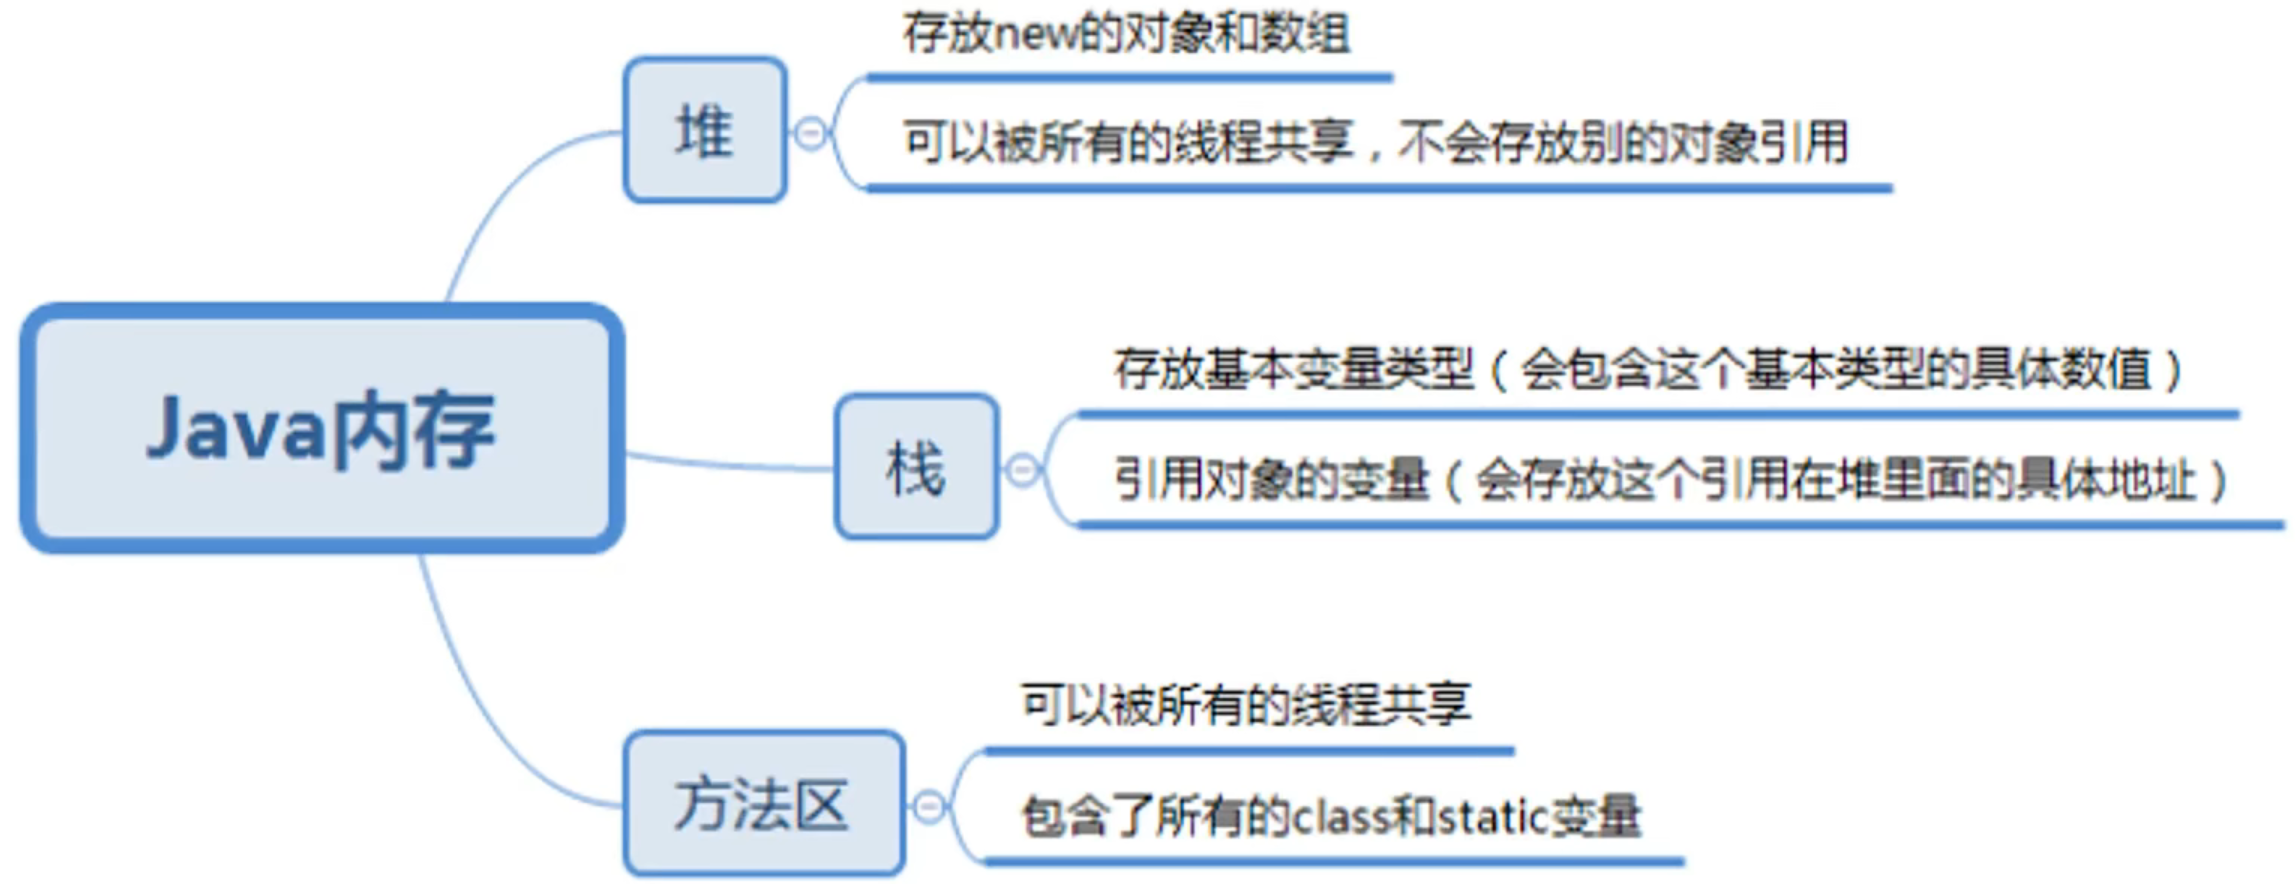 存放new的对象和数组
堆
可以被所有的线程共享，不会存放别的对象引用
存放基本变量类型（会包含这个基本类型的具体数值）
Java内存
栈
引用对象的变量（会存放这个引用在堆里面的具体地址）
可以被所有的线程共享
方法区
包含了所有的class和static变量